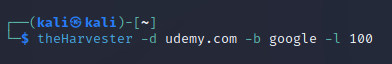 ┌──(kali㉿kali)-[~]
└─$ theHarvester -d udemy.com -b google -l 100